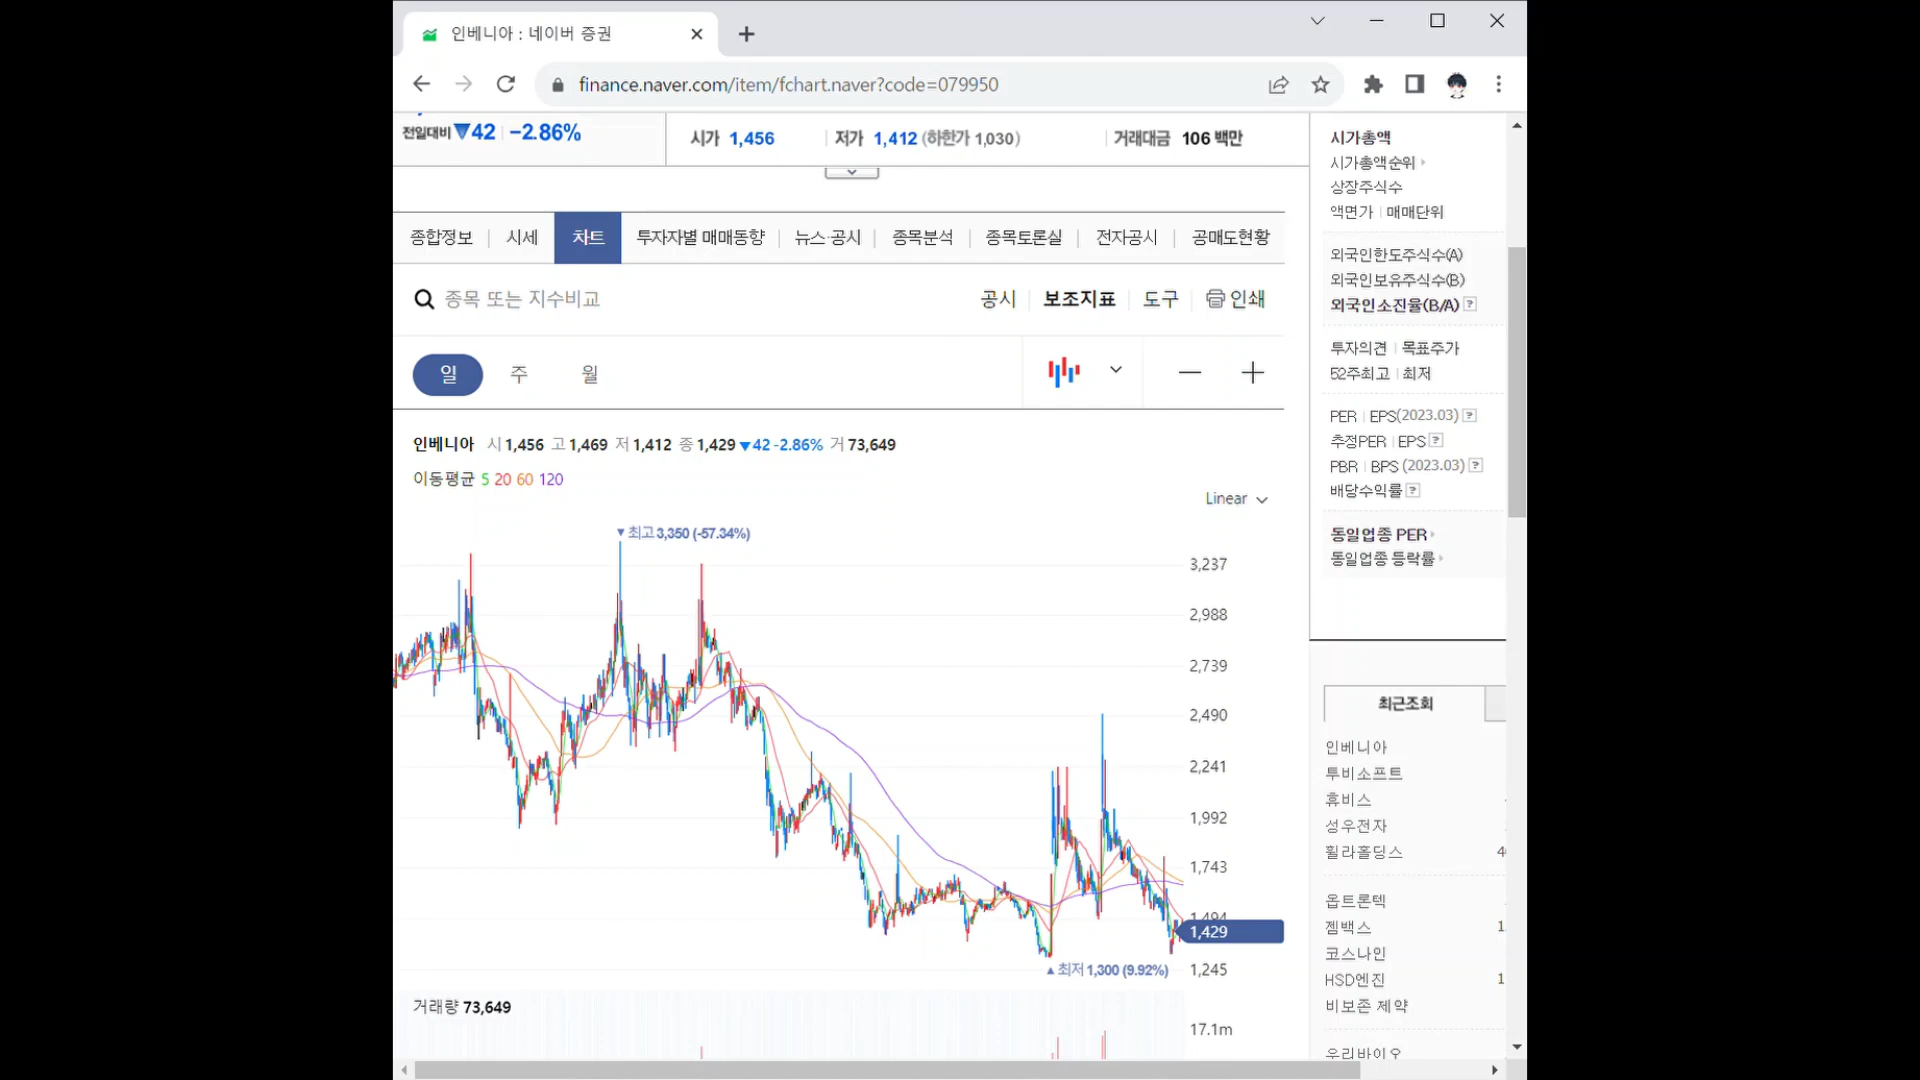 인베니아 : 네이버 증권
finance.naver.com/item/fchart.naver?code=079950
전일대비 ▼42 | −2.86%
시가 1,456 | 저가 1,412 (하한가 1,030) | 거래대금 106 백만
종합정보 | 시세 차트 투자자별 매매동향 | 뉴스·공시 | 종목분석 | 종목토론실 | 전자공시 | 공매도현황
종목 또는 지수비교
공시 | 보조지표 | 도구 | 인쇄
일 주 월
인베니아 시 1,456 고 1,469 저 1,412 종 1,429 ▼42 -2.86% 거 73,649
이동평균 5 20 60 120
Linear
▼최고 3,350 (-57.34%)
3,237
2,988
2,739
2,490
2,241
1,992
1,743
1,494
1,429
▲최저 1,300 (9.92%)
1,245
거래량 73,649
17.1m
시가총액
시가총액순위
상장주식수
액면가 | 매매단위
외국인한도주식수(A)
외국인보유주식수(B)
외국인소진율(B/A) ?
투자의견 | 목표주가
52주최고 | 최저
PER | EPS(2023.03) ?
추정PER | EPS ?
PBR | BPS (2023.03) ?
배당수익률 ?
동일업종 PER
동일업종 등락률
최근조회
인베니아
투비소프트
휴비스
성우전자
휠라홀딩스
옵트론텍
젬백스
코스나인
HSD엔진
비보존 제약
우리바이오